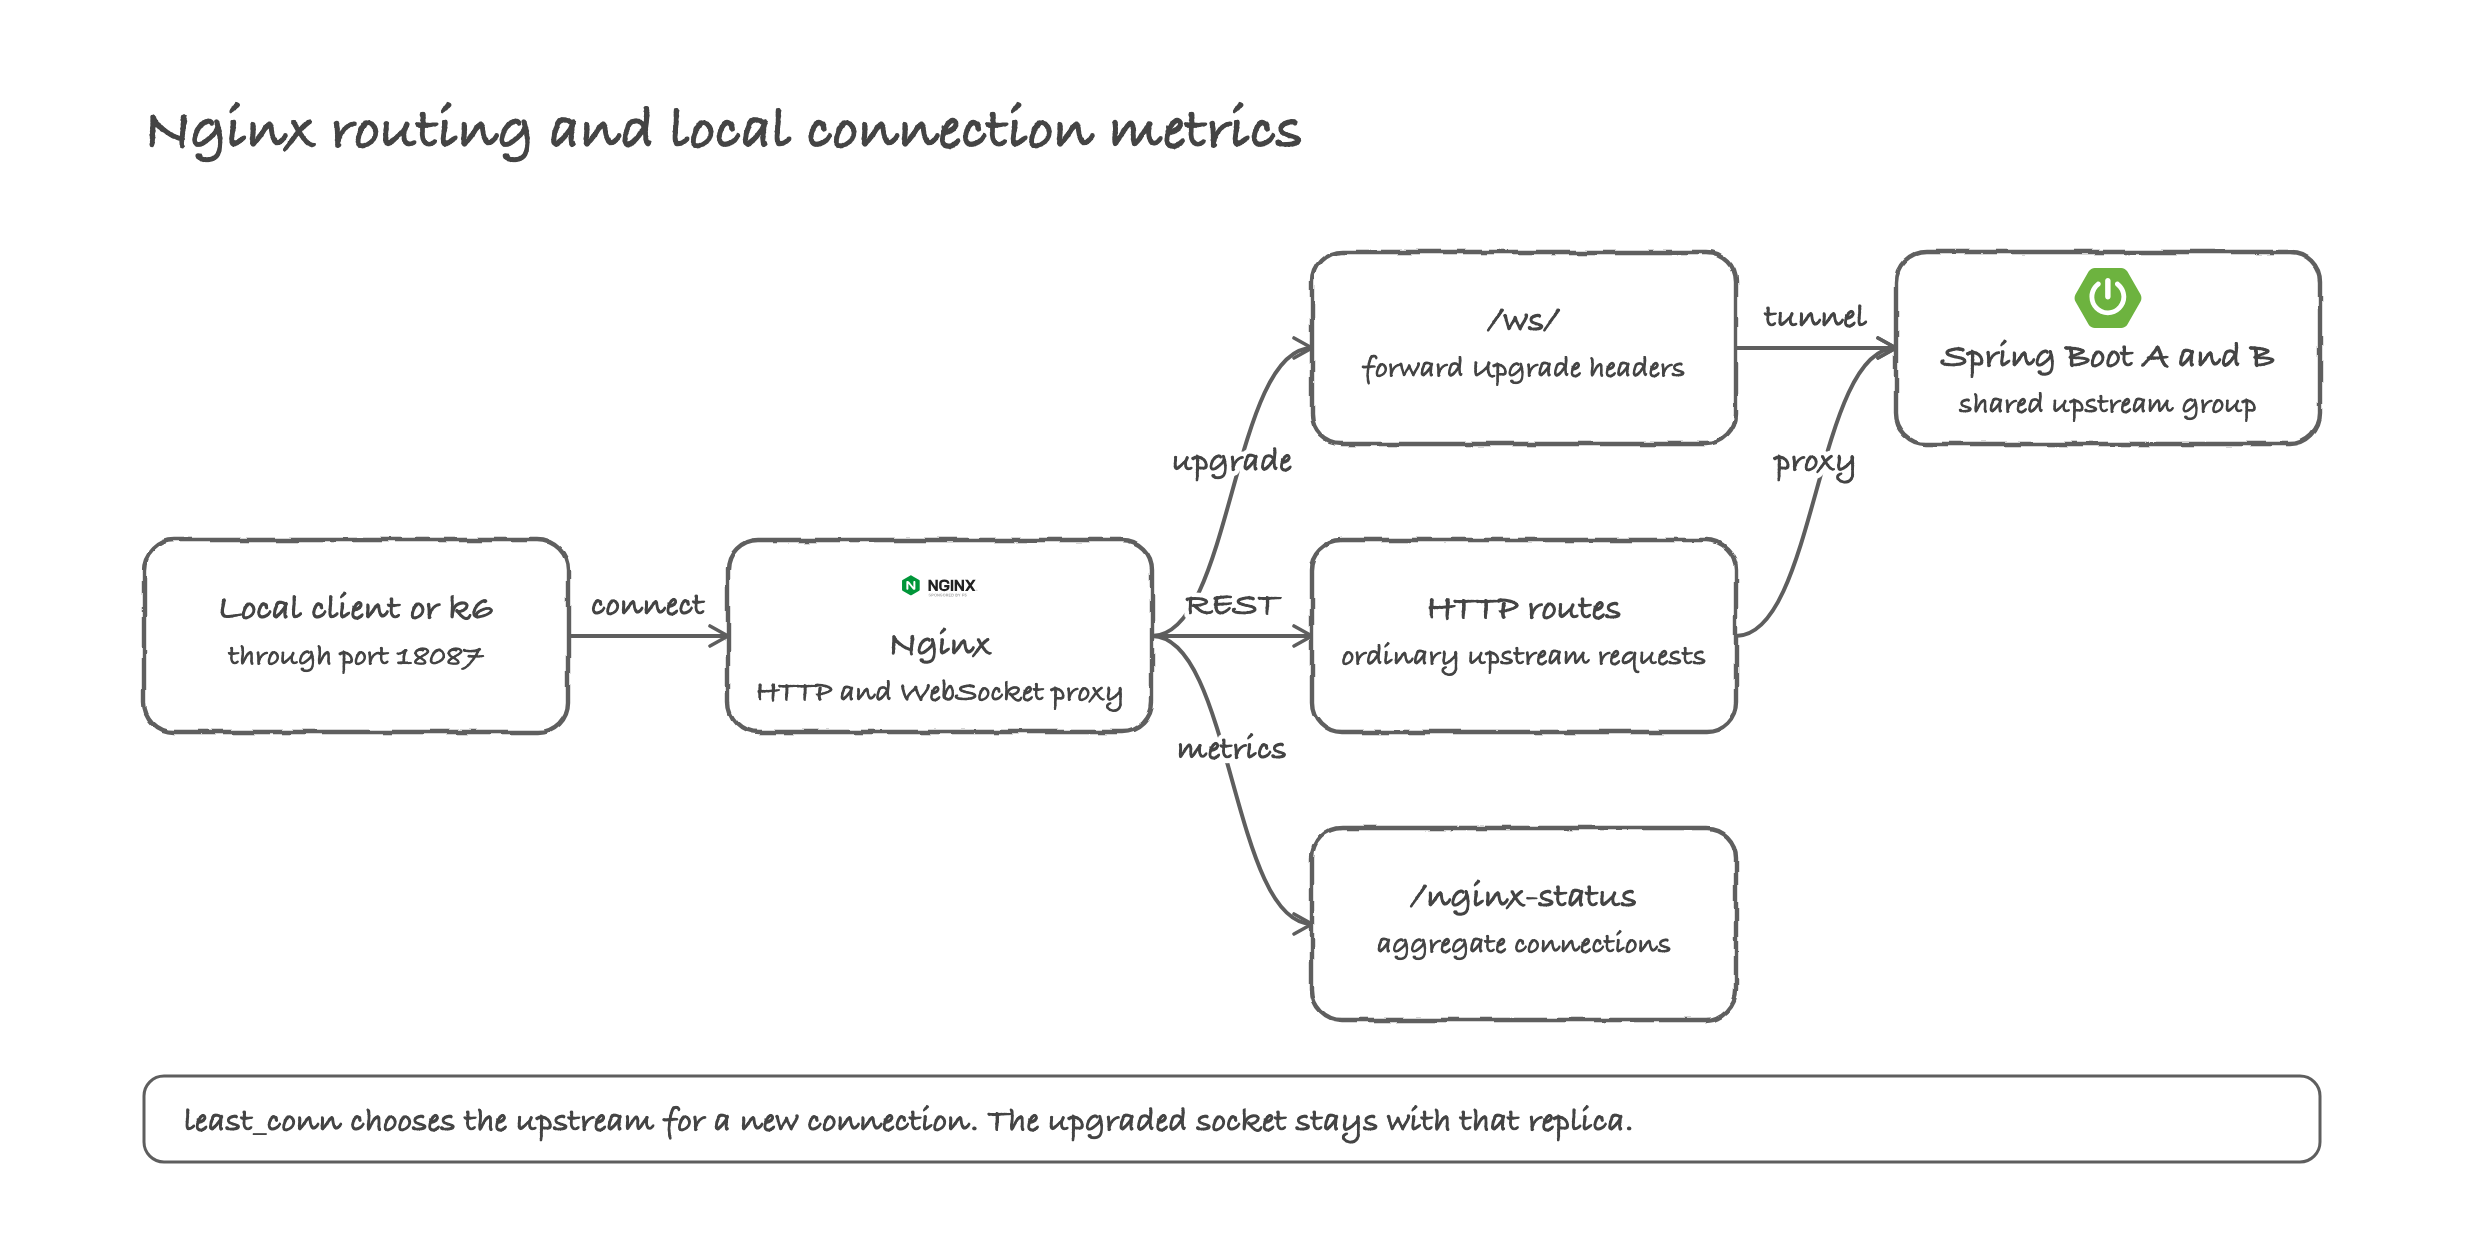 Nginx routing and local connection metrics
/ws/
forward Upgrade headers
tunnel
Spring Boot A and B
shared upstream group
upgrade
proxy
Local client or k6
through port 18087
connect
NGINX
Nginx
HTTP and WebSocket proxy
REST
HTTP routes
ordinary upstream requests
metrics
/nginx-status
aggregate connections
least_conn chooses the upstream for a new connection. The upgraded socket stays with that replica.